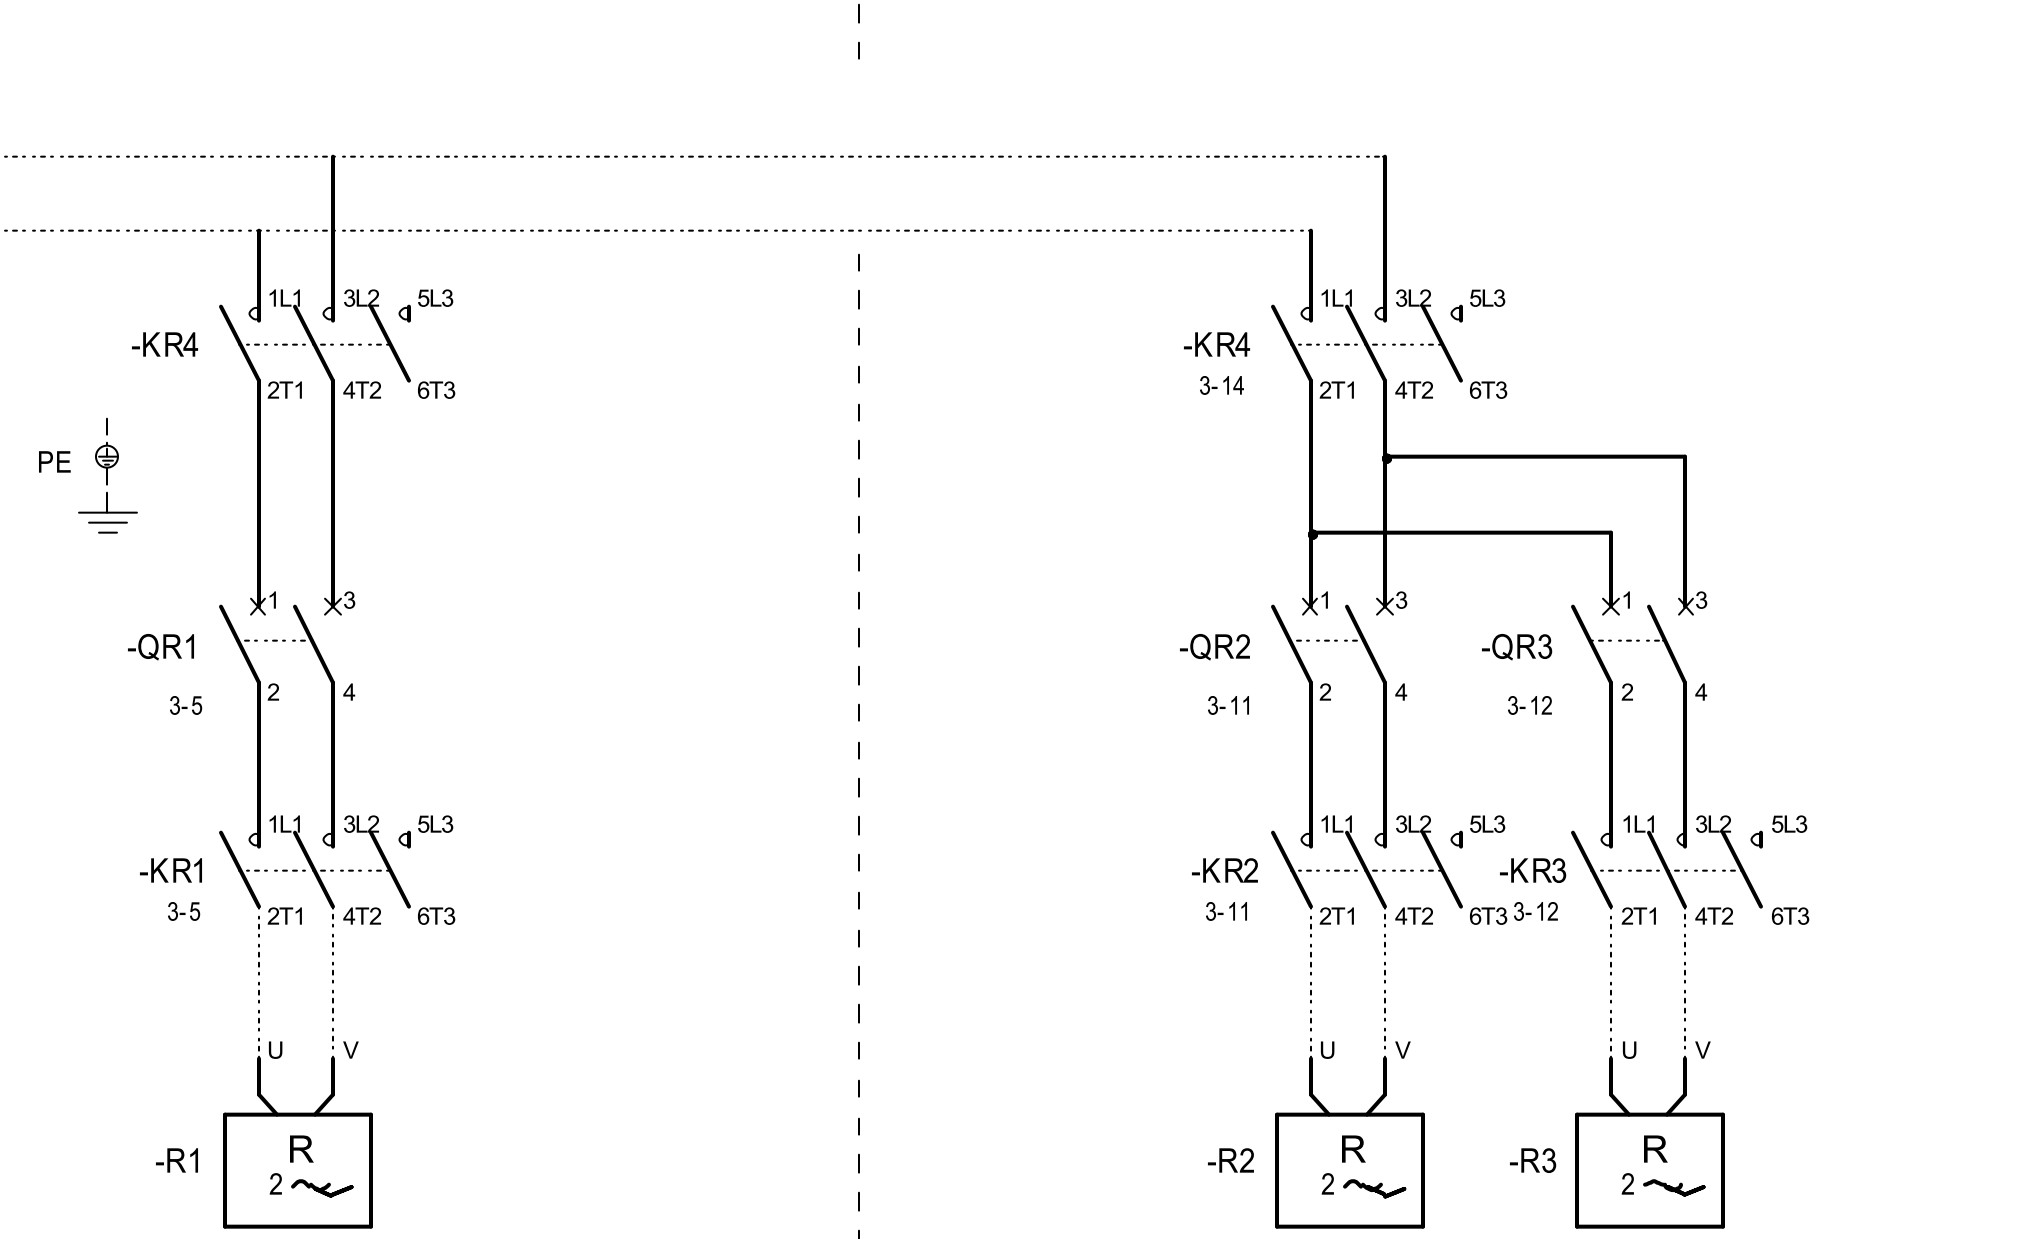 1L1 3L2 5L3
-KR4
2T1 4T2 6T3
PE
1 3
-QR1
2 4
3-5
1L1 3L2 5L3
-KR1
3-5
2T1 4T2 6T3
U V
R
-R1
2
1L1 3L2 5L3
-KR4
3-14
2T1 4T2 6T3
1 3
-QR2
2 4
3-11
1 3
-QR3
2 4
3-12
1L1 3L2 5L3
-KR2
3-11
2T1 4T2 6T3
1L1 3L2 5L3
-KR3
3-12
2T1 4T2 6T3
U V
R
-R2
2
U V
R
-R3
2